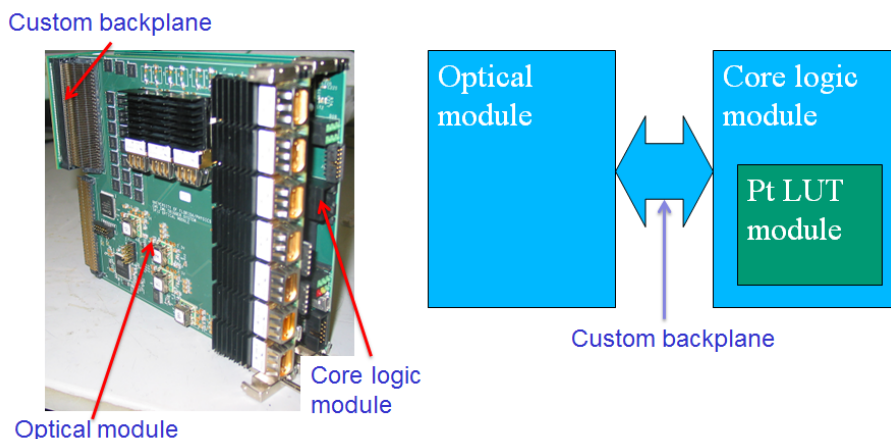 Custom backplane
Optical
module
Core logic
module
Pt LUT
module
Custom backplane
Core logic
module
Optical module